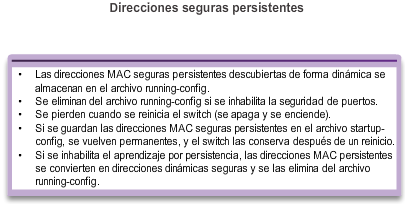 Direcciones seguras persistentes
• Las direcciones MAC seguras persistentes descubiertas de forma dinámica se
almacenan en el archivo running-config.
• Se eliminan del archivo running-config si se inhabilita la seguridad de puertos.
• Se pierden cuando se reinicia el switch (se apaga y se enciende).
• Si se guardan las direcciones MAC seguras persistentes en el archivo startup-
config, se vuelven permanentes, y el switch las conserva después de un reinicio.
• Si se inhabilita el aprendizaje por persistencia, las direcciones MAC persistentes
se convierten en direcciones dinámicas seguras y se las elimina del archivo
running-config.